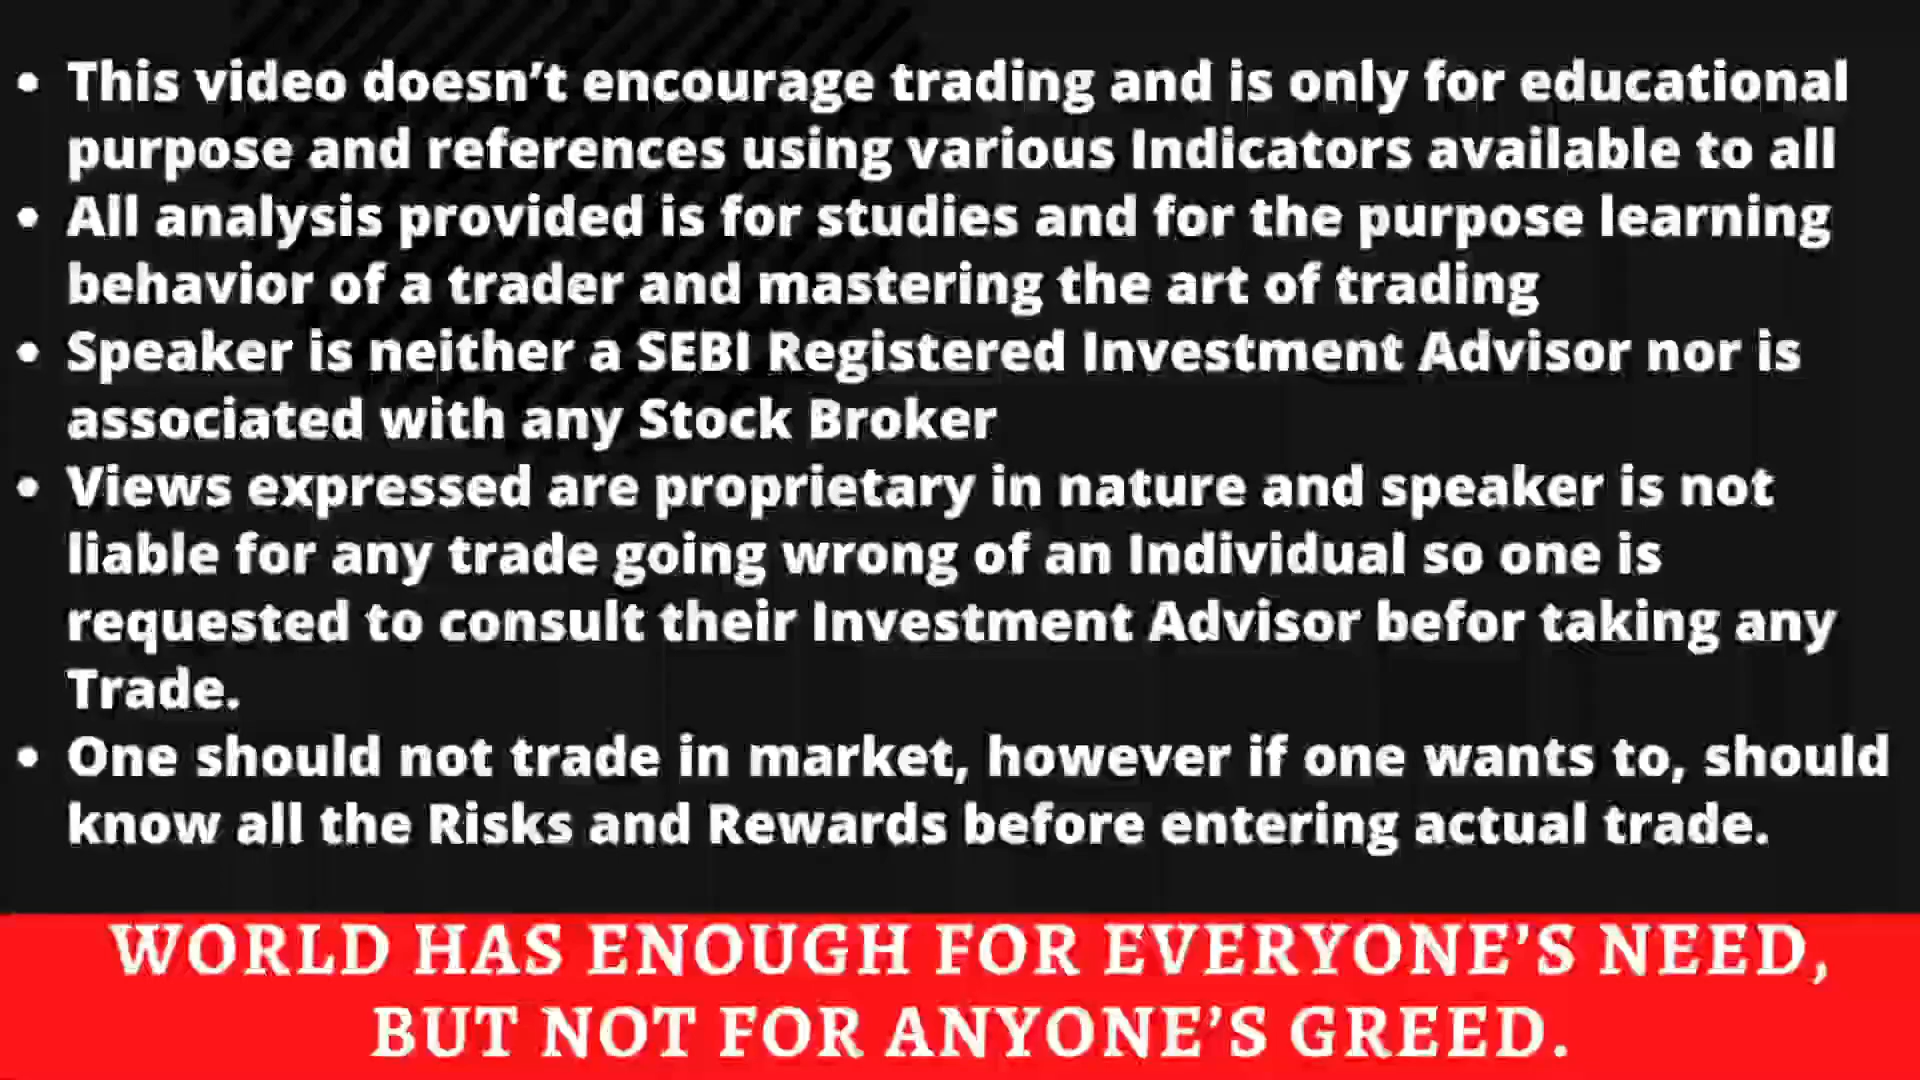 • This video doesn’t encourage trading and is only for educational
purpose and references using various Indicators available to all
• All analysis provided is for studies and for the purpose learning
behavior of a trader and mastering the art of trading
• Speaker is neither a SEBI Registered Investment Advisor nor is
associated with any Stock Broker
• Views expressed are proprietary in nature and speaker is not
liable for any trade going wrong of an Individual so one is
requested to consult their Investment Advisor befor taking any
Trade.
• One should not trade in market, however if one wants to, should
know all the Risks and Rewards before entering actual trade.
WORLD HAS ENOUGH FOR EVERYONE’S NEED,
BUT NOT FOR ANYONE’S GREED.